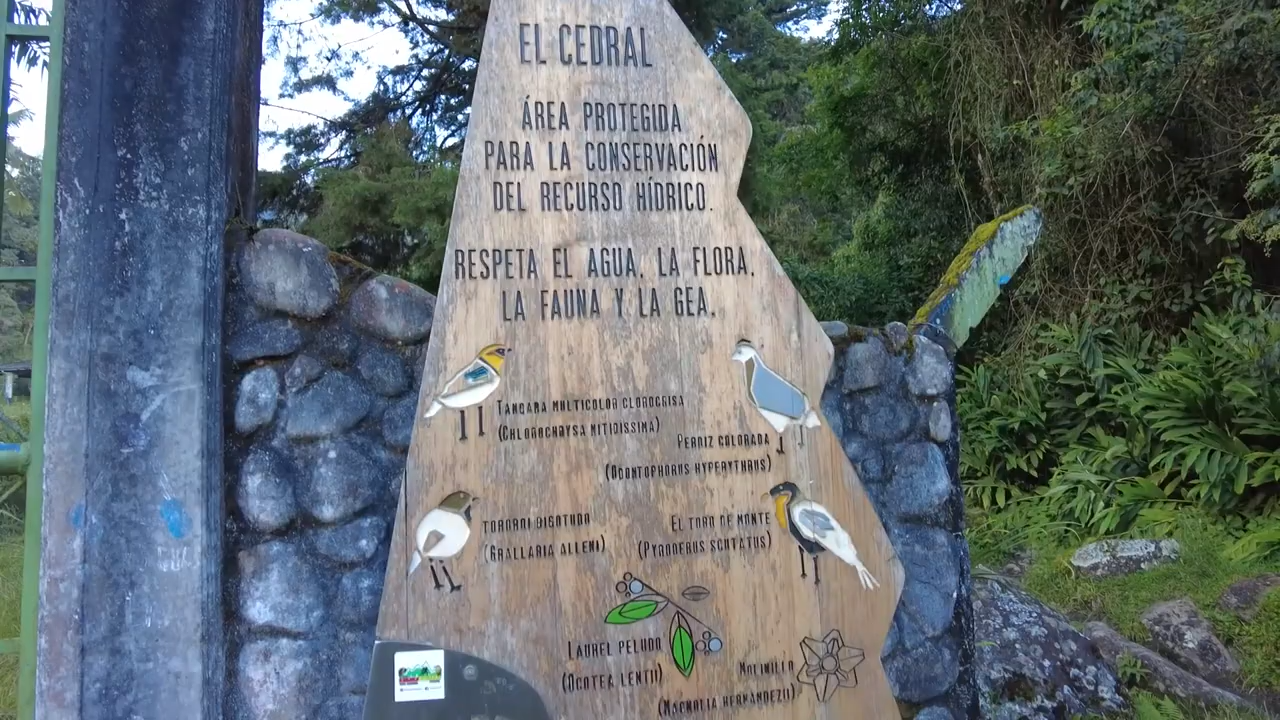 EL CEDRAL
ÁREA PROTEGIDA
PARA LA CONSERVACIÓN
DEL RECURSO HÍDRICO.
RESPETA EL AGUA, LA FLORA,
LA FAUNA Y LA GEA.
TANGARA MULTICOLOR CLOROCRISA
(CHLOROCHRYSA NITIDISSIMA)
PERDIZ COLORADA
(ODONTOPHORUS HYPERYTHRUS)
TOROROI BIGOTUDO
(GRALLARIA ALLENI)
EL TORO DE MONTE
(PYRODERUS SCUTATUS)
LAUREL PELUDO
(OCOTEA LENTII)
MOLINILLO
(MAGNOLIA HERNANDEZII)